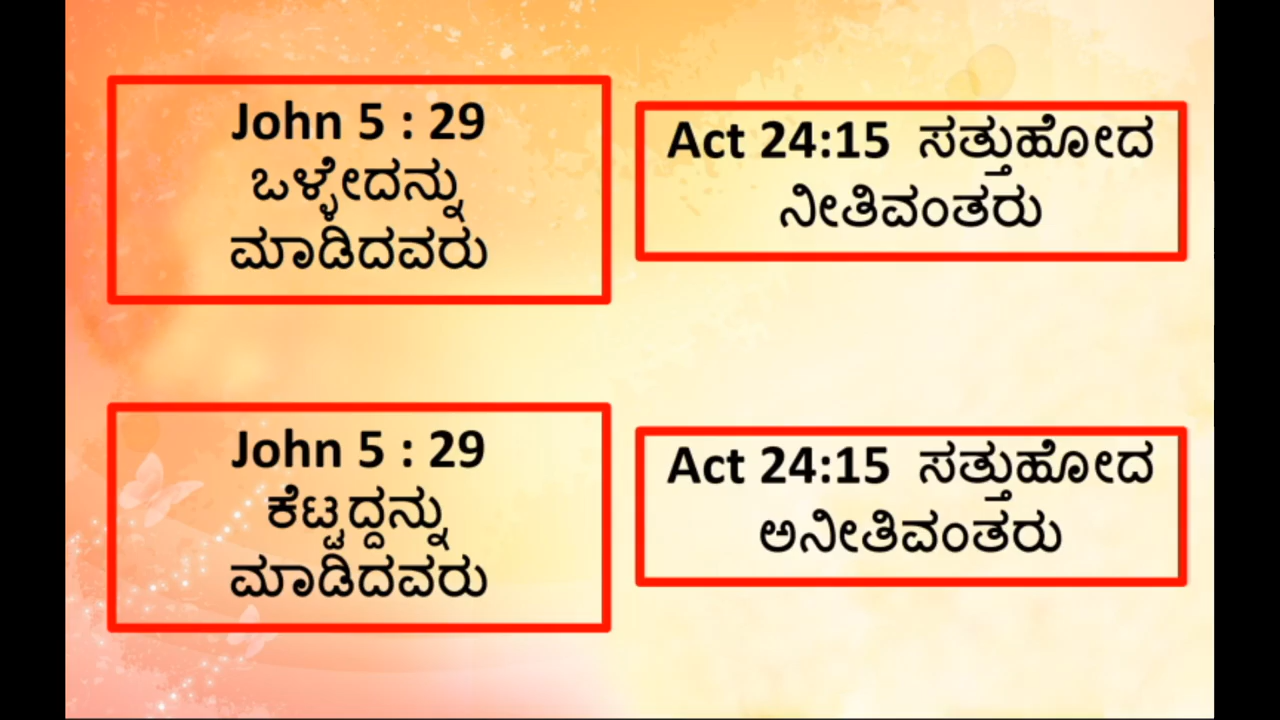 John 5 : 29
ಒಳ್ಳೇದನ್ನು
ಮಾಡಿದವರು
Act 24:15 ಸತ್ತುಹೋದ
ನೀತಿವಂತರು
John 5 : 29
ಕೆಟ್ಟದ್ದನ್ನು
ಮಾಡಿದವರು
Act 24:15 ಸತ್ತುಹೋದ
ಅನೀತಿವಂತರು